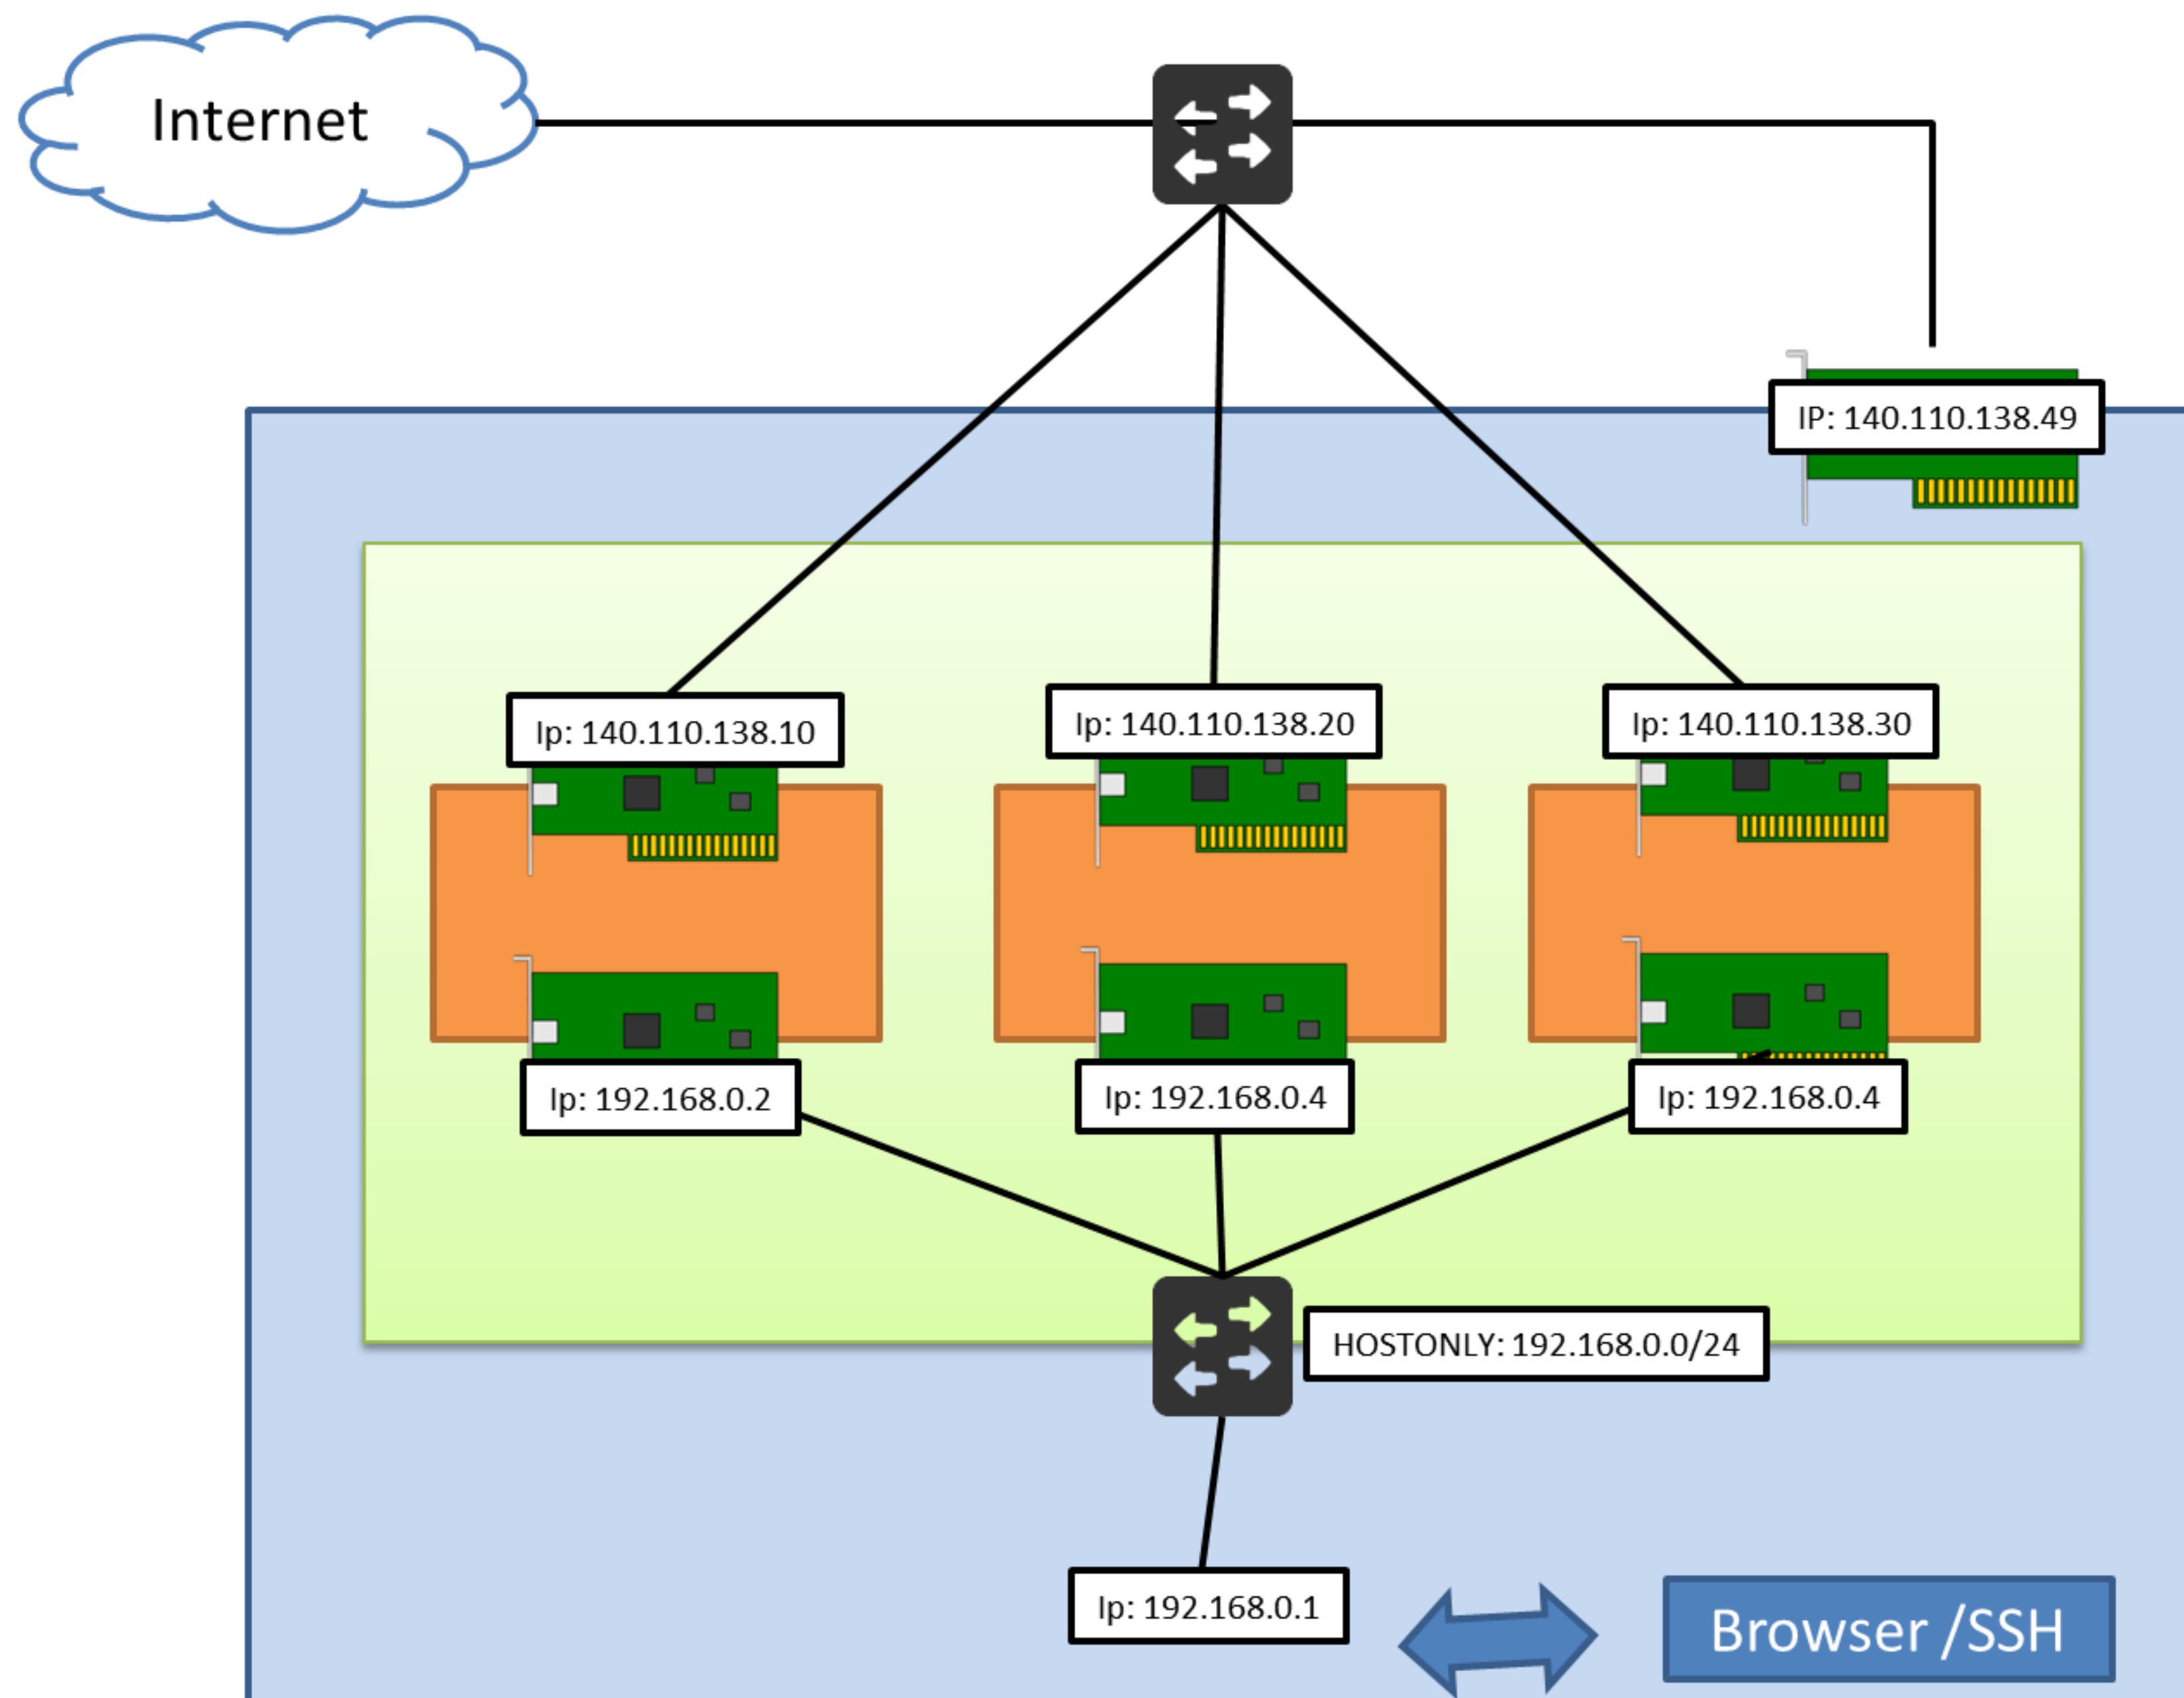 Internet
IP: 140.110.138.49
Ip: 140.110.138.10
Ip: 140.110.138.20
Ip: 140.110.138.30
Ip: 192.168.0.2
Ip: 192.168.0.4
Ip: 192.168.0.4
HOSTONLY: 192.168.0.0/24
Ip: 192.168.0.1
Browser /SSH